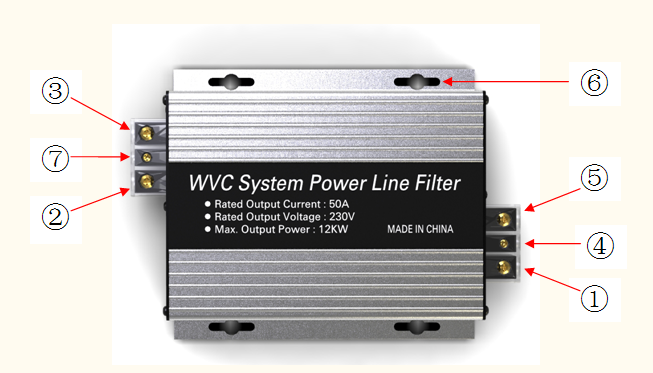 ③
⑥
⑦
WVC System Power Line Filter
⑤
● Rated Output Current : 50A
● Rated Output Voltage : 230V
② 
● Max. Output Power : 12KW
MADE IN CHINA
④
①